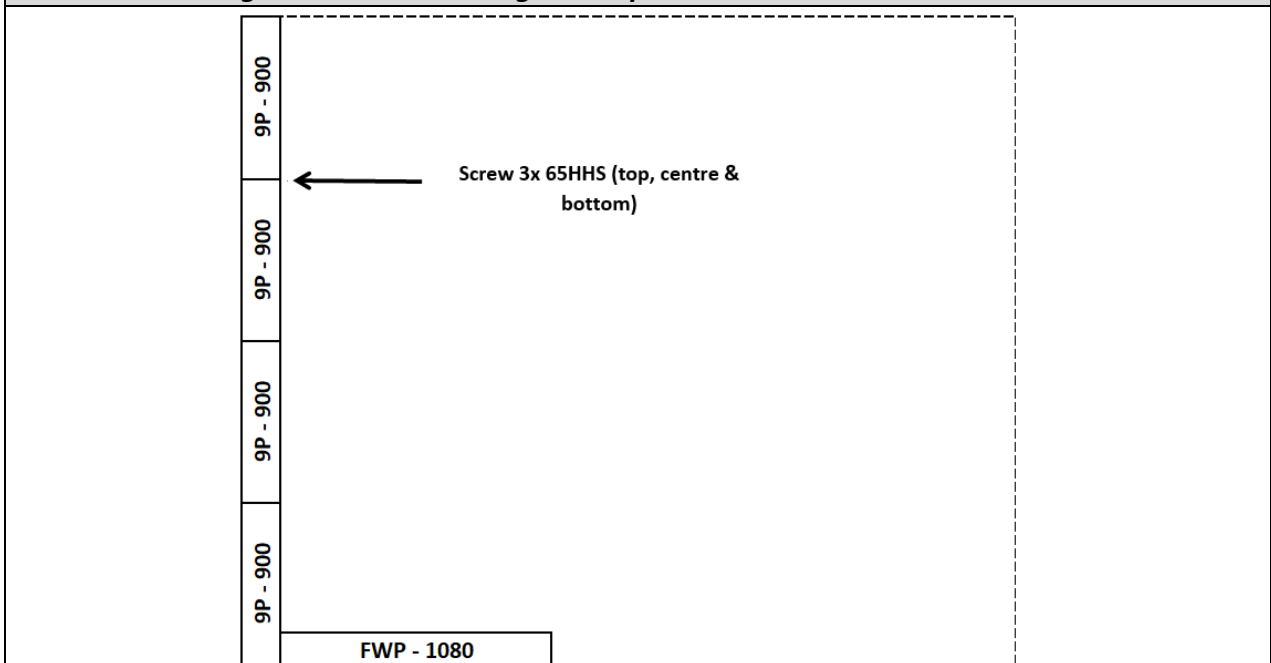 9P - 900
Screw 3x 65HHS (top, centre &
bottom)
9P - 900
9P - 900
9P - 900
FWP - 1080